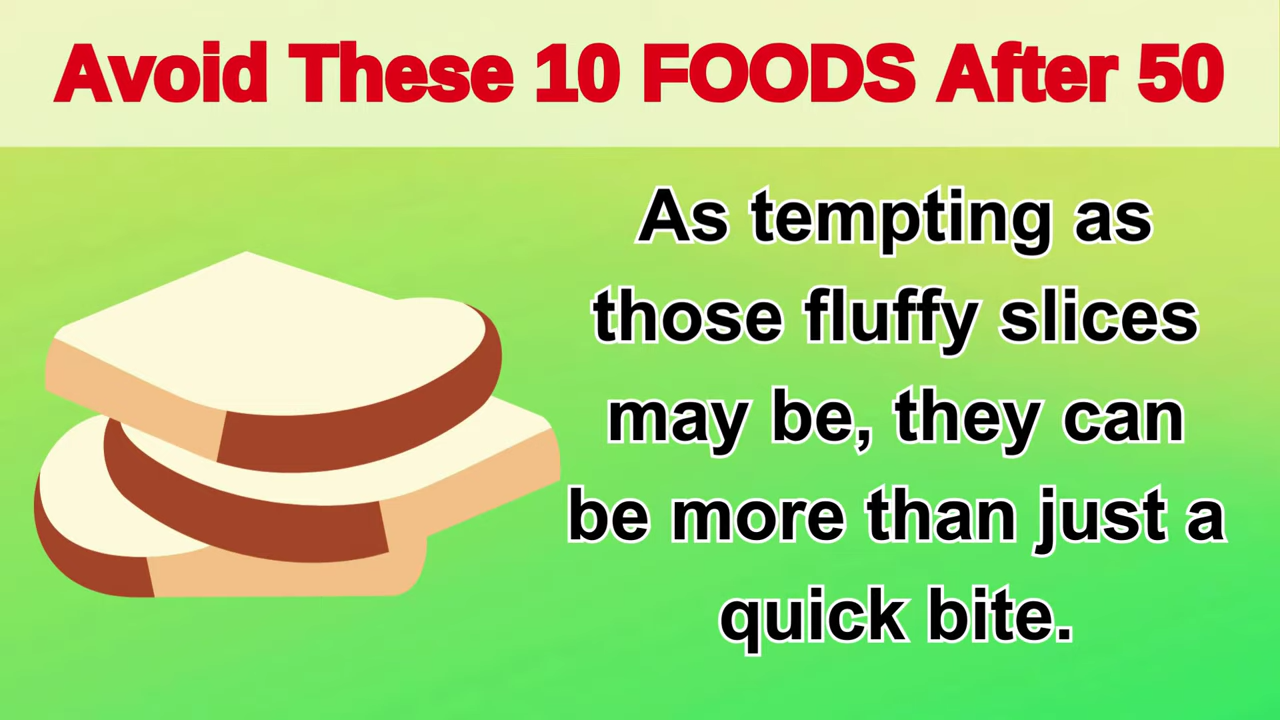 Avoid These 10 FOODS After 50
As tempting as
those fluffy slices
may be, they can
be more than just a
quick bite.